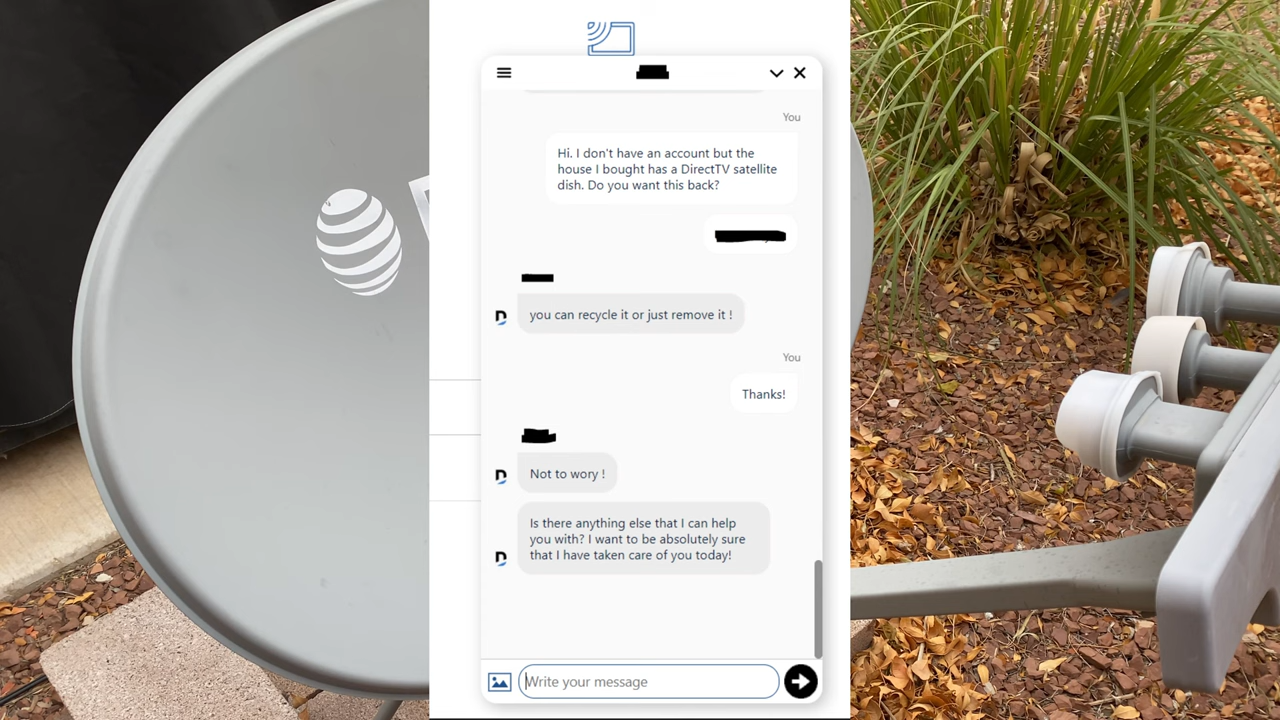 You
Hi. I don't have an account but the
house I bought has a DirectTV satellite
dish. Do you want this back?
you can recycle it or just remove it !
You
Thanks!
Not to wory !
Is there anything else that I can help
you with? I want to be absolutely sure
that I have taken care of you today!
Write your message